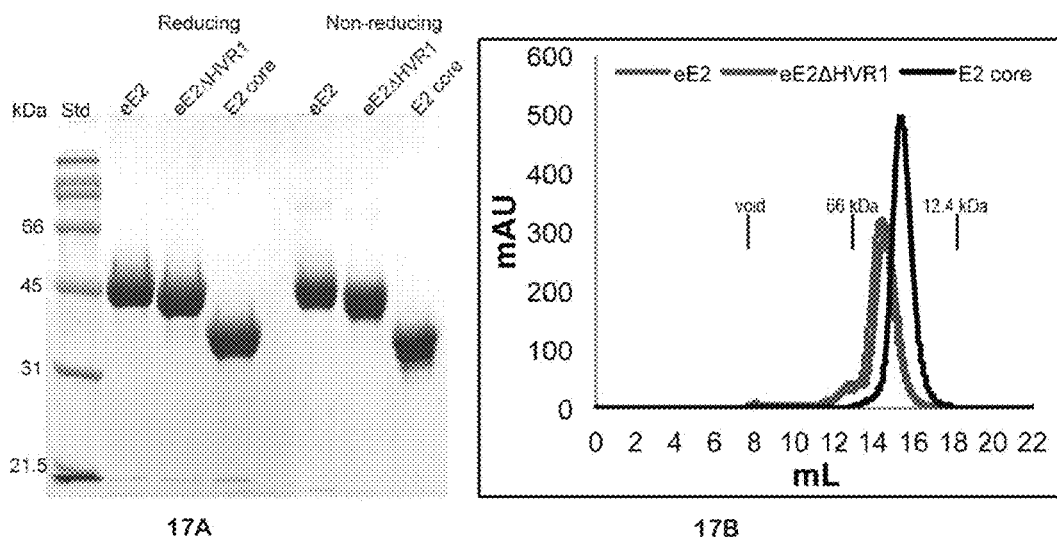 Reducing
Non-reducing
kDa
Std
eE2
eE2ΔHVR1
E2 core
eE2
eE2ΔHVR1
E2 core
66
45
31
21.5
17A
600
500
400
300
200
100
0
mAU
eE2
eE2ΔHVR1
E2 core
void
66 kDa
12.4 kDa
0 2 4 6 8 10 12 14 16 18 20 22
mL
17B